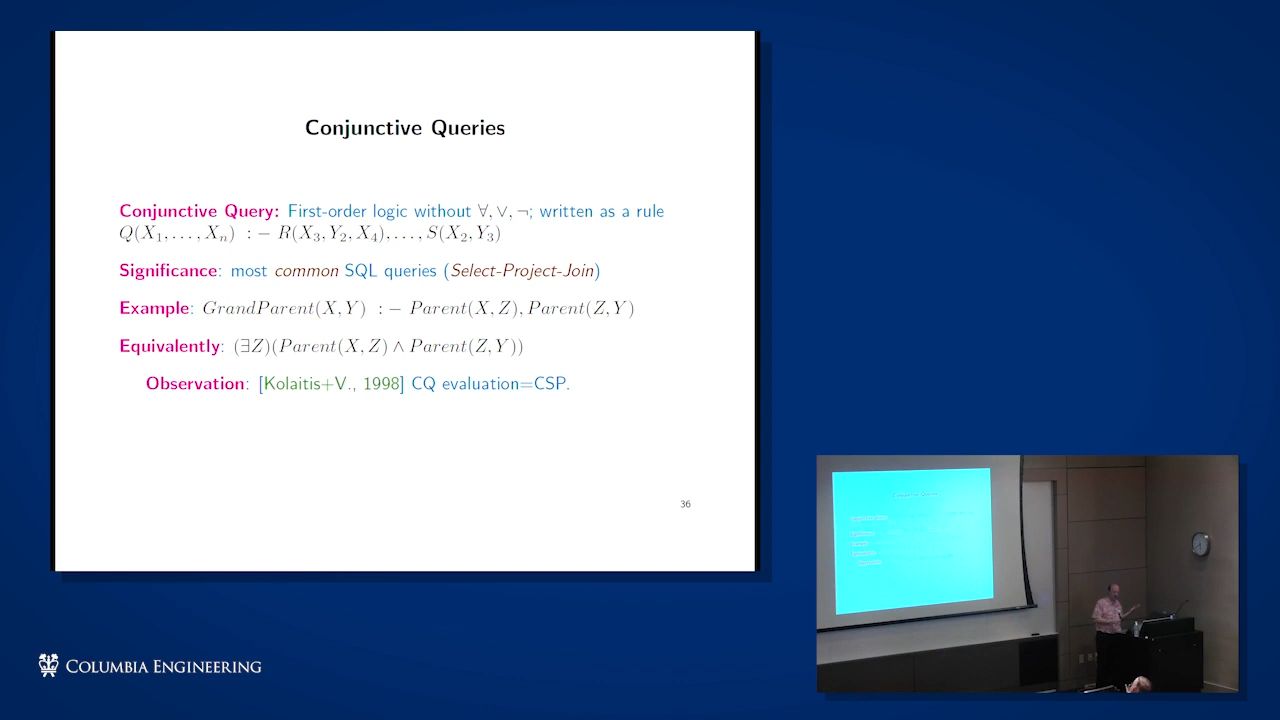 Conjunctive Queries
Conjunctive Query: First-order logic without ∀, ∨, ¬; written as a rule
Q(X₁, . . . , Xₙ) :− R(X₃, Y₂, X₄), . . . , S(X₂, Y₃)
Significance: most common SQL queries (Select-Project-Join)
Example: GrandParent(X, Y) :− Parent(X, Z), Parent(Z, Y)
Equivalently: (∃Z)(Parent(X, Z) ∧ Parent(Z, Y))
Observation: [Kolaitis+V., 1998] CQ evaluation=CSP.
36
COLUMBIA ENGINEERING